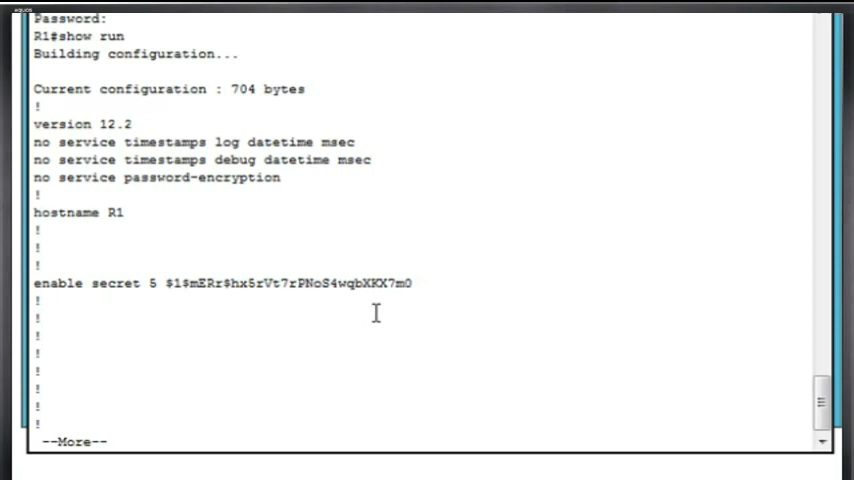 equos
Password:
R1#show run
Building configuration...
Current configuration : 704 bytes
!
version 12.2
no service timestamps log datetime msec
no service timestamps debug datetime msec
no service password-encryption
!
hostname R1
!
!
!
enable secret 5 $1$mERr$hx5rVt7rPNoS4wqbXKX7m0
!
!
!
!
!
!
!
!
--More--